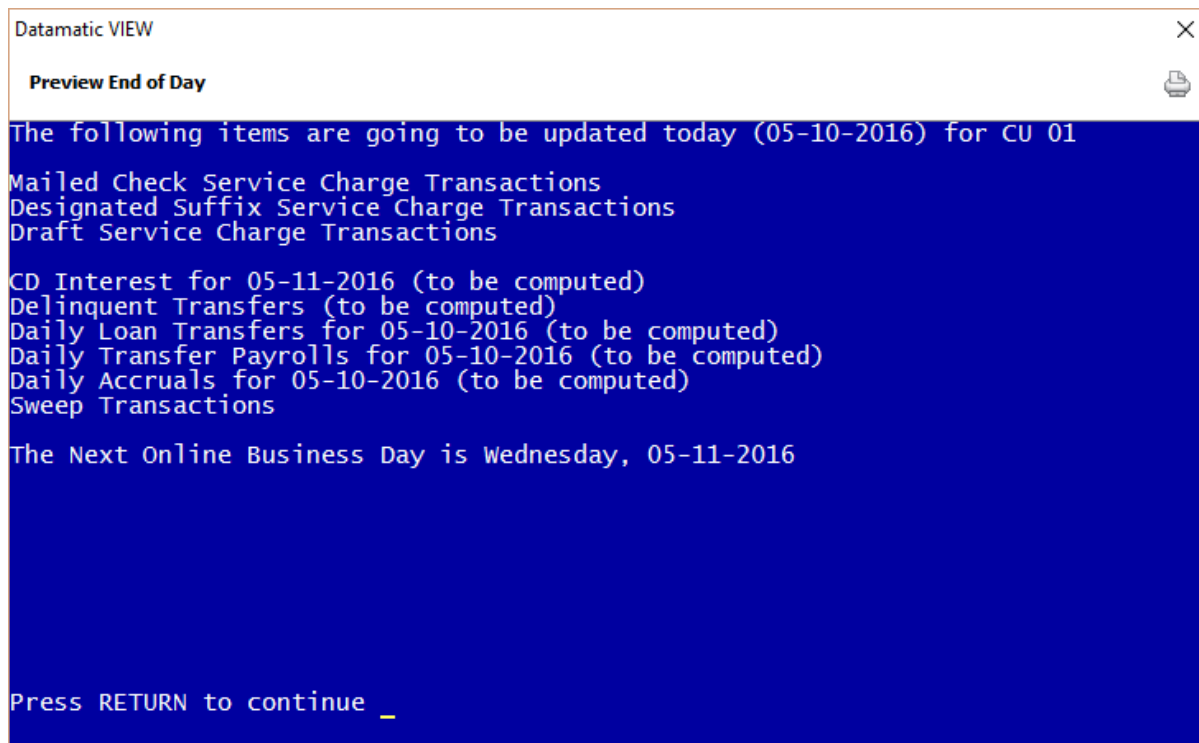 Datamatic VIEW
Preview End of Day
The following items are going to be updated today (05-10-2016) for CU 01
Mailed Check Service Charge Transactions
Designated Suffix Service Charge Transactions
Draft Service Charge Transactions
CD Interest for 05-11-2016 (to be computed)
Delinquent Transfers (to be computed)
Daily Loan Transfers for 05-10-2016 (to be computed)
Daily Transfer Payrolls for 05-10-2016 (to be computed)
Daily Accruals for 05-10-2016 (to be computed)
Sweep Transactions
The Next Online Business Day is Wednesday, 05-11-2016
Press RETURN to continue _